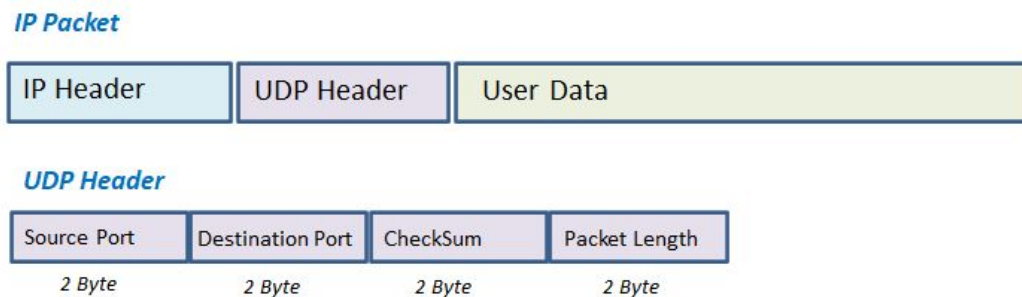 IP Packet
IP Header UDP Header User Data
UDP Header
Source Port Destination Port CheckSum Packet Length
2 Byte 2 Byte 2 Byte 2 Byte